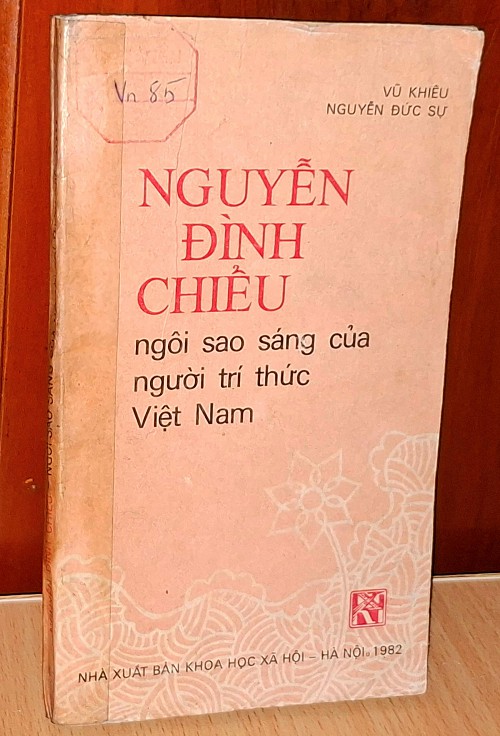 Vn 85
VŨ KHIÊU
NGUYỄN ĐỨC SỰ
NGUYỄN
ĐÌNH
CHIỂU
ngôi sao sáng của
người trí thức
Việt Nam
NHÀ XUẤT BẢN KHOA HỌC XÃ HỘI – HÀ NỘI 1982